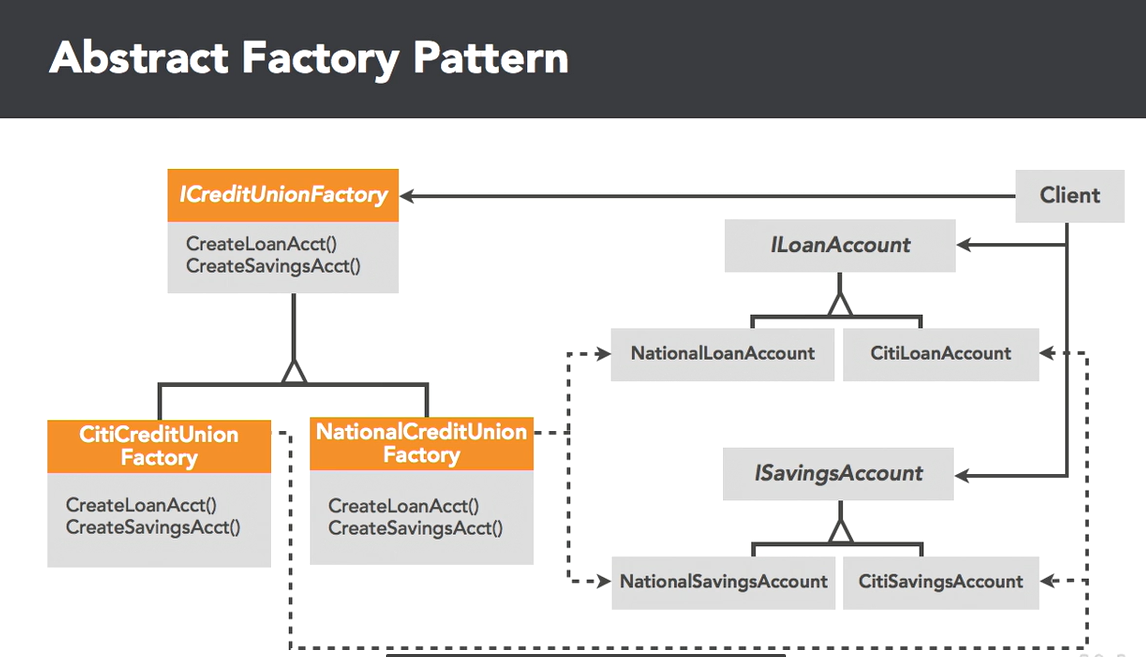 Abstract Factory Pattern
ICreditUnionFactory
CreateLoanAcct()
CreateSavingsAcct()
Client
ILoanAccount
NationalLoanAccount
CitiLoanAccount
CitiCreditUnion
Factory
CreateLoanAcct()
CreateSavingsAcct()
NationalCreditUnion
Factory
CreateLoanAcct()
CreateSavingsAcct()
ISavingsAccount
NationalSavingsAccount
CitiSavingsAccount